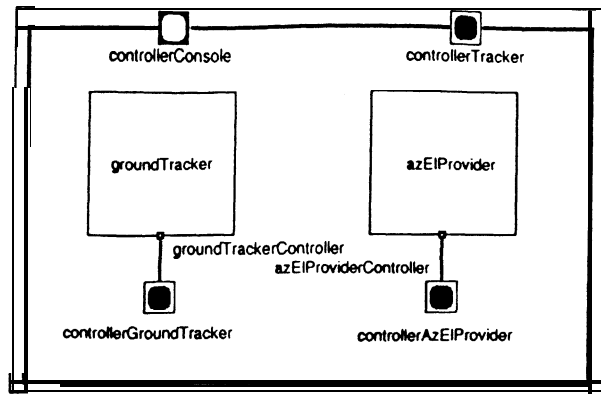 controllerConsole
controllerTracker
groundTracker
azElProvider
groundTrackerController
azElProviderController
controllerGroundTracker
controllerAzElProvider